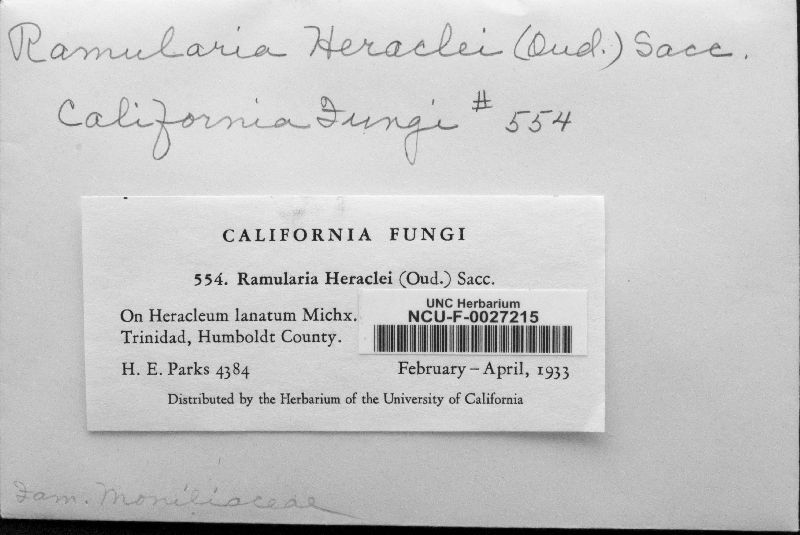 Ramularia Heraclei (Oud.) Sacc.
California Fungi # 554
CALIFORNIA FUNGI
554. Ramularia Heraclei (Oud.) Sacc.
On Heracleum lanatum Michx.
Trinidad, Humboldt County.
UNC Herbarium
NCU-F-0027215
H. E. Parks 4384 February – April, 1933
Distributed by the Herbarium of the University of California
Fam. Moniliaceae